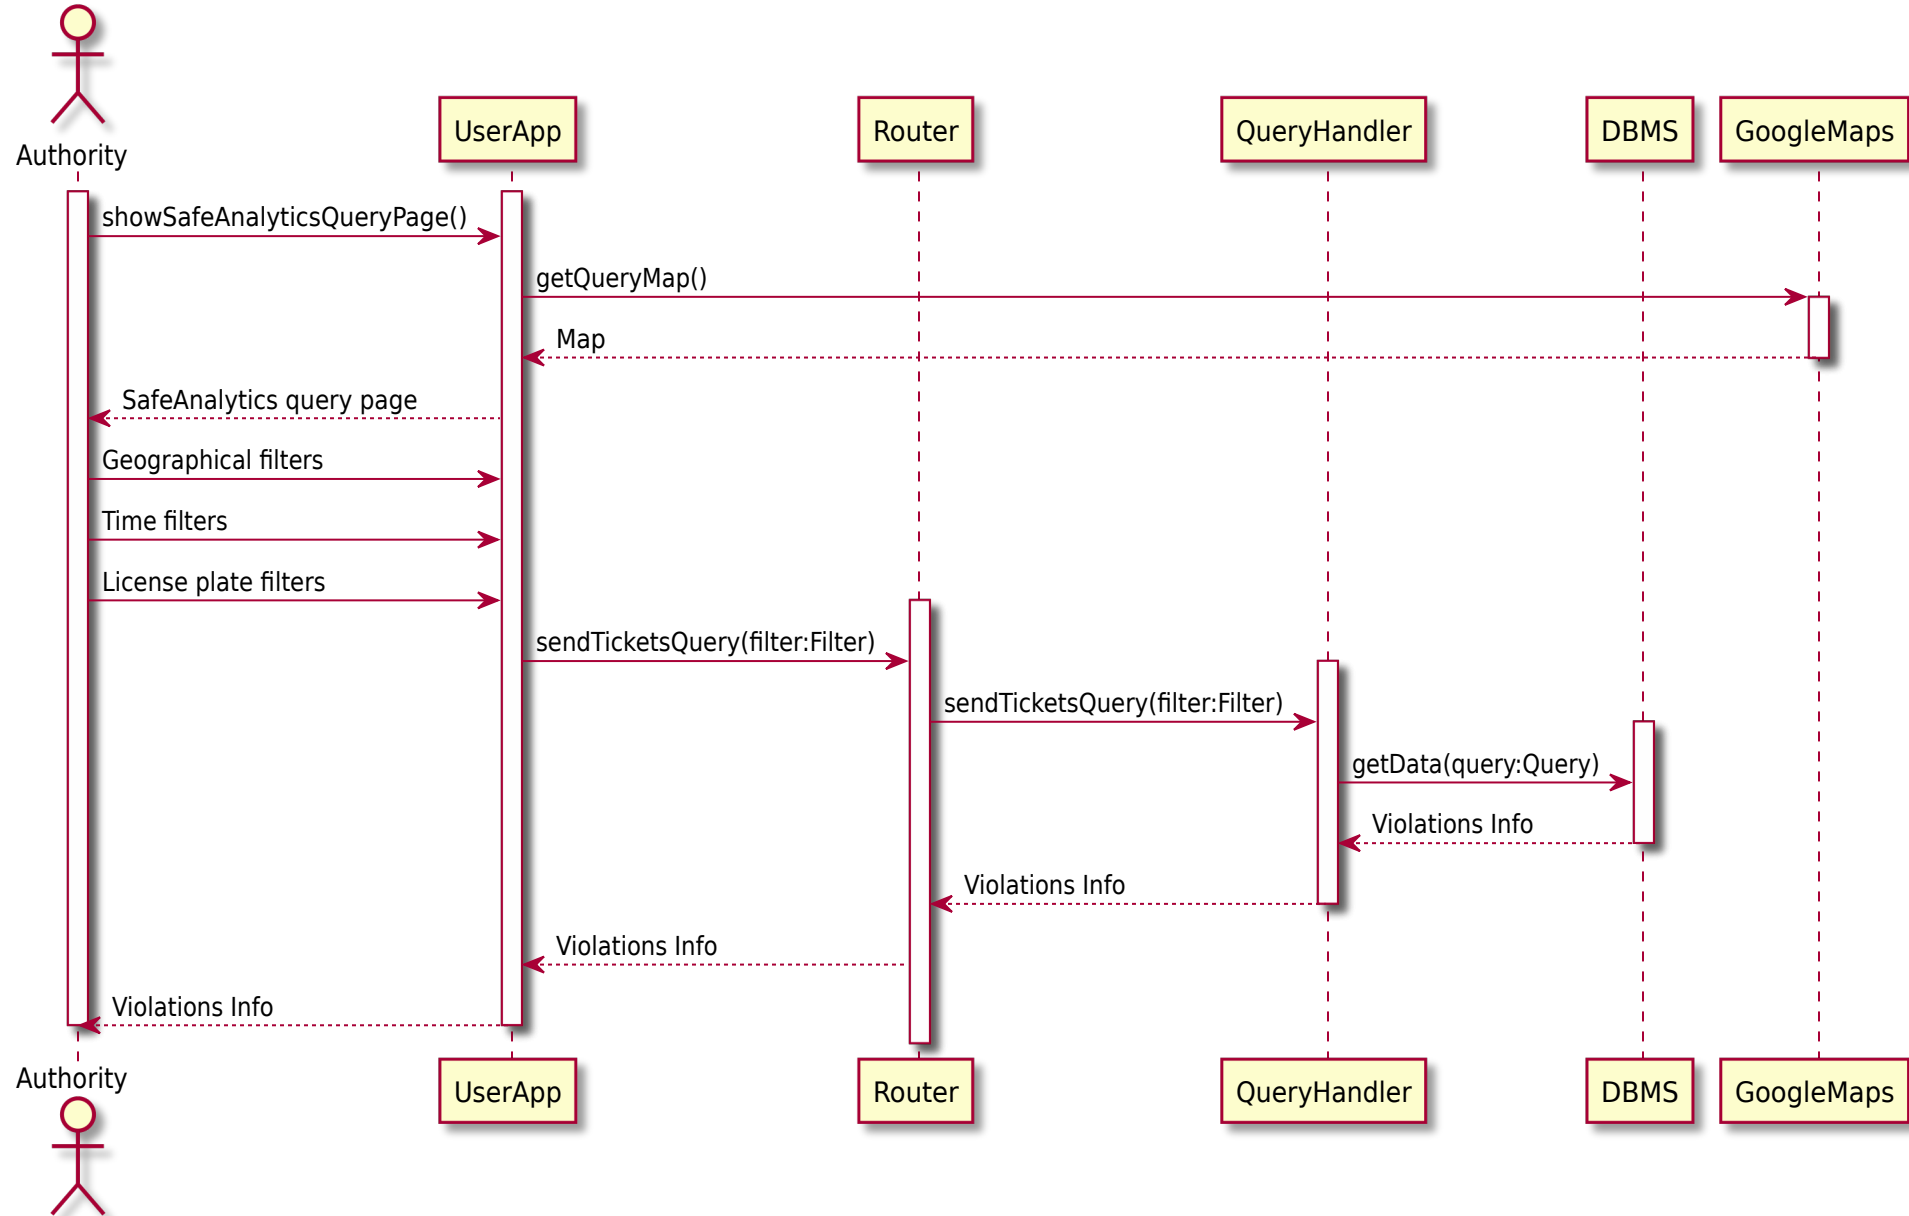 Authority
UserApp
Router
QueryHandler
DBMS
GoogleMaps
showSafeAnalyticsQueryPage()
getQueryMap()
Map
SafeAnalytics query page
Geographical filters
Time filters
License plate filters
sendTicketsQuery(filter:Filter)
sendTicketsQuery(filter:Filter)
getData(query:Query)
Violations Info
Violations Info
Violations Info
Violations Info
Authority
UserApp
Router
QueryHandler
DBMS
GoogleMaps